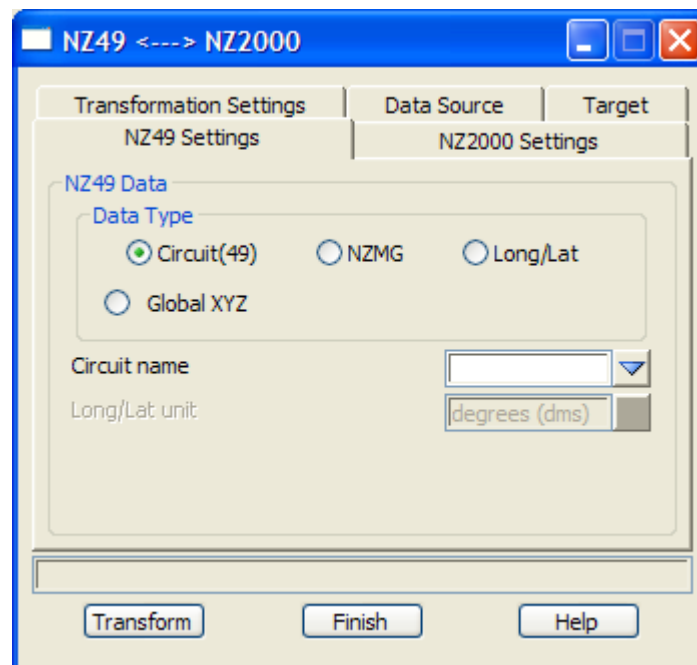 NZ49 <---> NZ2000
Transformation Settings Data Source Target
NZ49 Settings NZ2000 Settings
NZ49 Data
Data Type
Circuit(49) NZMG Long/Lat
Global XYZ
Circuit name
Long/Lat unit degrees (dms)
Transform Finish Help